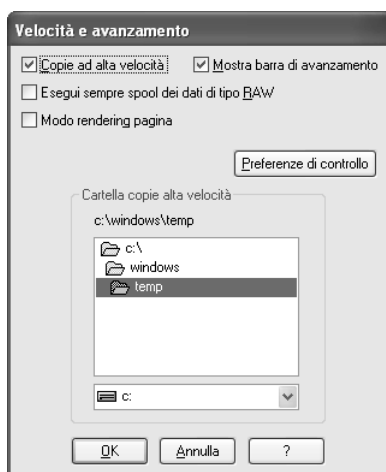 Velocità e avanzamento
Copie ad alta velocità Mostra barra di avanzamento
Esegui sempre spool dei dati di tipo RAW
Modo rendering pagina
Preferenze di controllo
Cartella copie alta velocità
c:\windows\temp
c:\
windows
temp
c:
OK Annulla ?